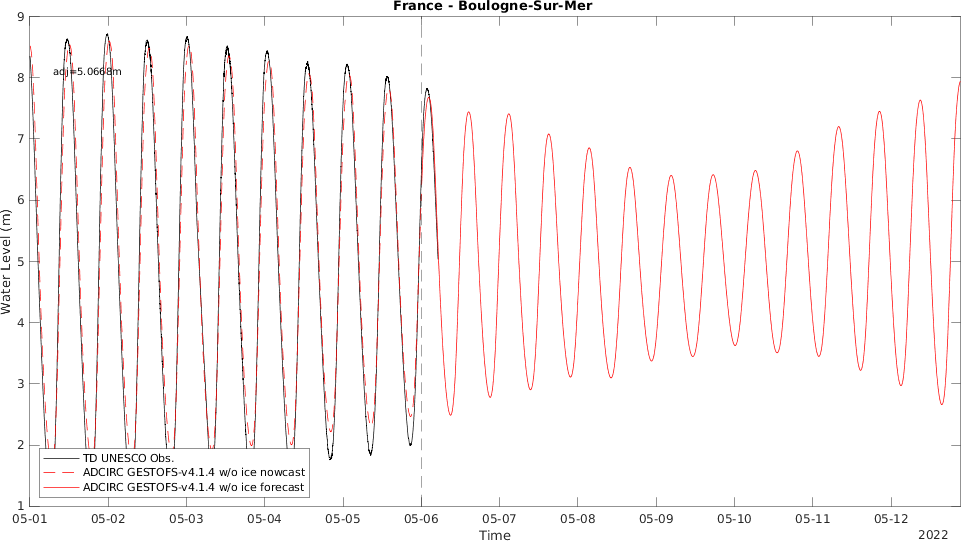 France - Boulogne-Sur-Mer
9
8
7
6
5
4
3
2
1
Water Level (m)
adj=5.0668m
TD UNESCO Obs.
ADCIRC GESTOFS-v4.1.4 w/o ice nowcast
ADCIRC GESTOFS-v4.1.4 w/o ice forecast
05-01 05-02 05-03 05-04 05-05 05-06 05-07 05-08 05-09 05-10 05-11 05-12
Time
2022